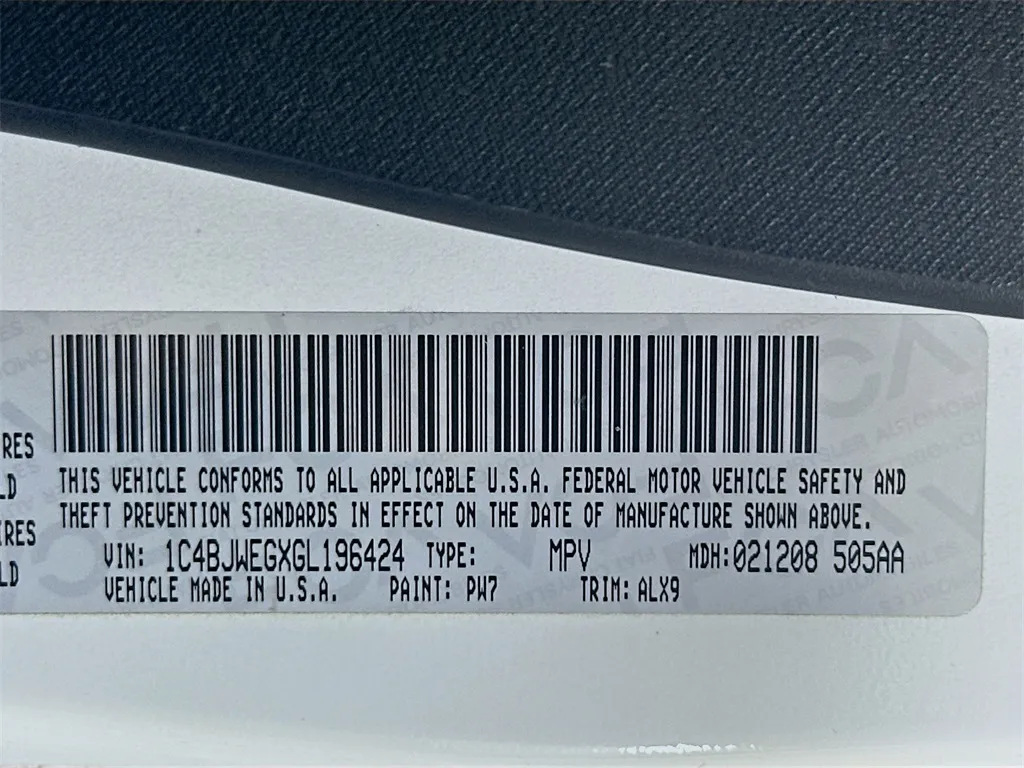 RES
LD
THIS VEHICLE CONFORMS TO ALL APPLICABLE U.S.A. FEDERAL MOTOR VEHICLE SAFETY AND
IRES
THEFT PREVENTION STANDARDS IN EFFECT ON THE DATE OF MANUFACTURE SHOWN ABOVE.
LD
VIN: 1C4BJWEGXGL196424 TYPE: MPV MDH:021208 505AA
VEHICLE MADE IN U.S.A. PAINT: PW7 TRIM: ALX9